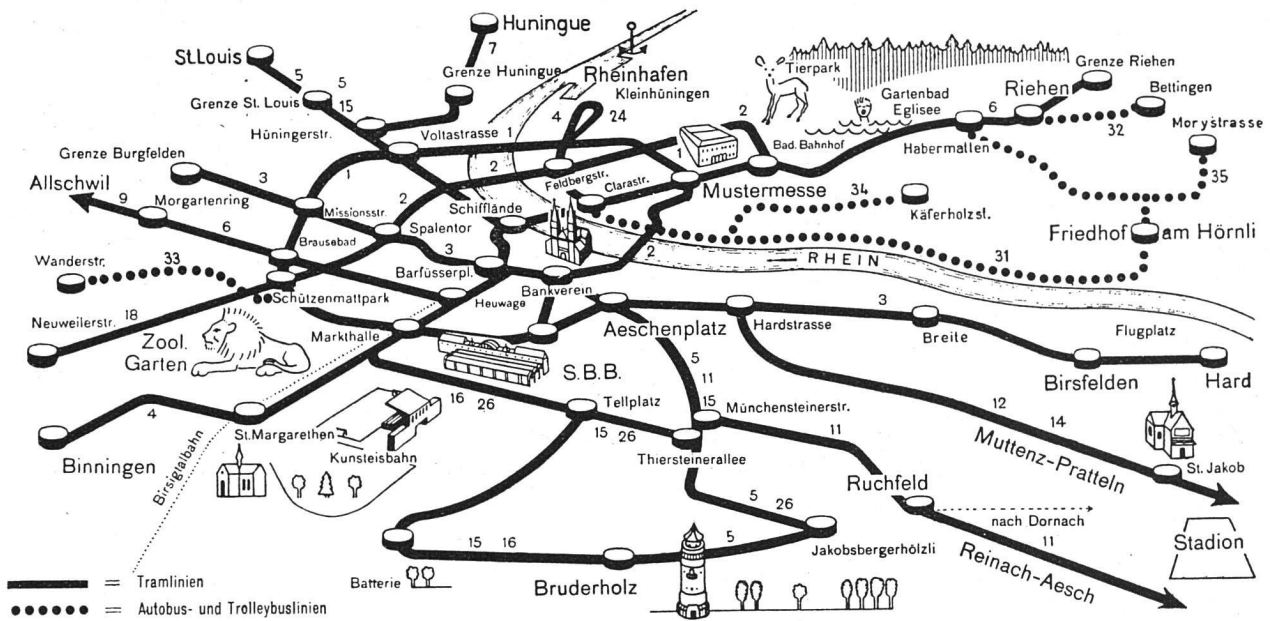 Huningue
St.Louis
7
Rheinhafen
Kleinhüningen
Tierpark
Grenze Riehen
5
5
15
Grenze Huningue
Grenze St. Louis
Gartenbad
Eglisee
Riehen
Bettingen
Hüningerstr.
Voltastrasse
1
4
24
2
6
32
Morystrasse
Grenze Burgfelden
Bad. Bahnhof
Habermatten
Allschwil
3
1
2
2
Feldbergstr.
Clarastr.
1
Mustermesse
34
35
9
Morgartenring
Missionsstr.
Schifflände
Käferholzst.
6
Brausebad
Spalentor
Friedhof am Hörnli
Wanderstr.
33
3
Barfüsserpl.
2
RHEIN
31
Schützenmattpark
Heuwage
Bankverein
Neuweilerstr.
18
Markthalle
Aeschenplatz
Hardstrasse
3
Breite
Flugplatz
Zool.
Garten
S.B.B.
5
11
15
Birsfelden
Hard
4
16
26
Tellplatz
Münchensteinerstr.
12
14
Binningen
St.Margarethen
Kunsteisbahn
15
26
11
Muttenz-Pratteln
Thiersteinerallee
St. Jakob
Birsigtalbahn
Ruchfeld
5
26
nach Dornach
15
16
5
Jakobsbergerhölzli
11
Stadion
Batterie
Bruderholz
Reinach-Aesch
= Tramlinien
= Autobus- und Trolleybuslinien